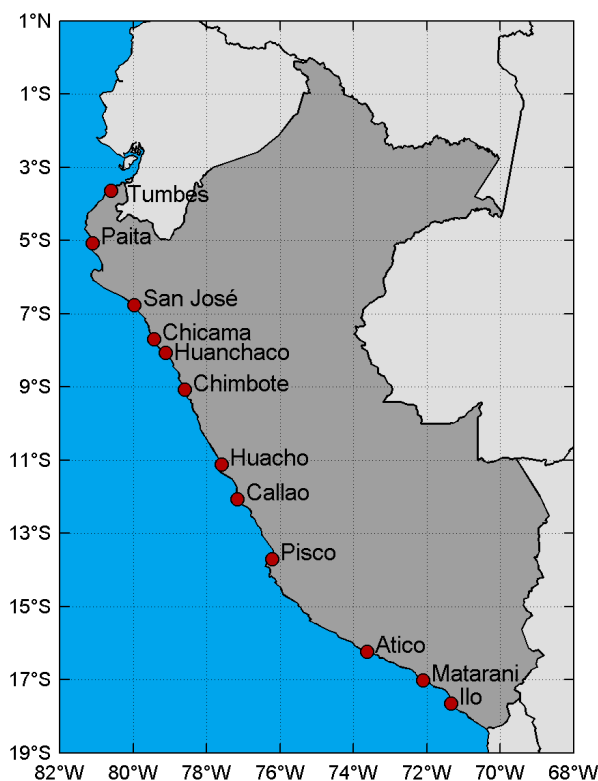 1°N
1°S
3°S
Tumbes
Paita
5°S
San José
7°S
Chicama
Huanchaco
Chimbote
9°S
Huacho
11°S
Callao
13°S
Pisco
15°S
Atico
Matarani
17°S
Ilo
19°S
82°W 80°W 78°W 76°W 74°W 72°W 70°W 68°W